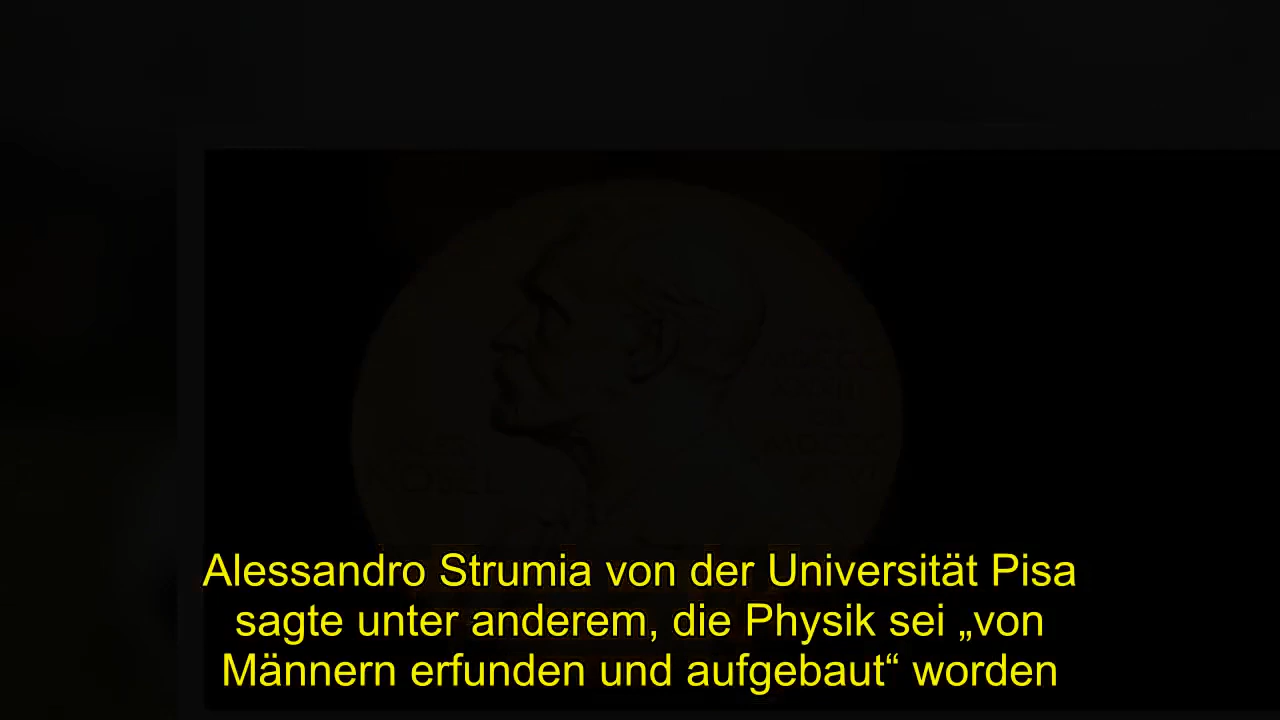 Alessandro Strumia von der Universität Pisa
sagte unter anderem, die Physik sei „von
Männern erfunden und aufgebaut“ worden